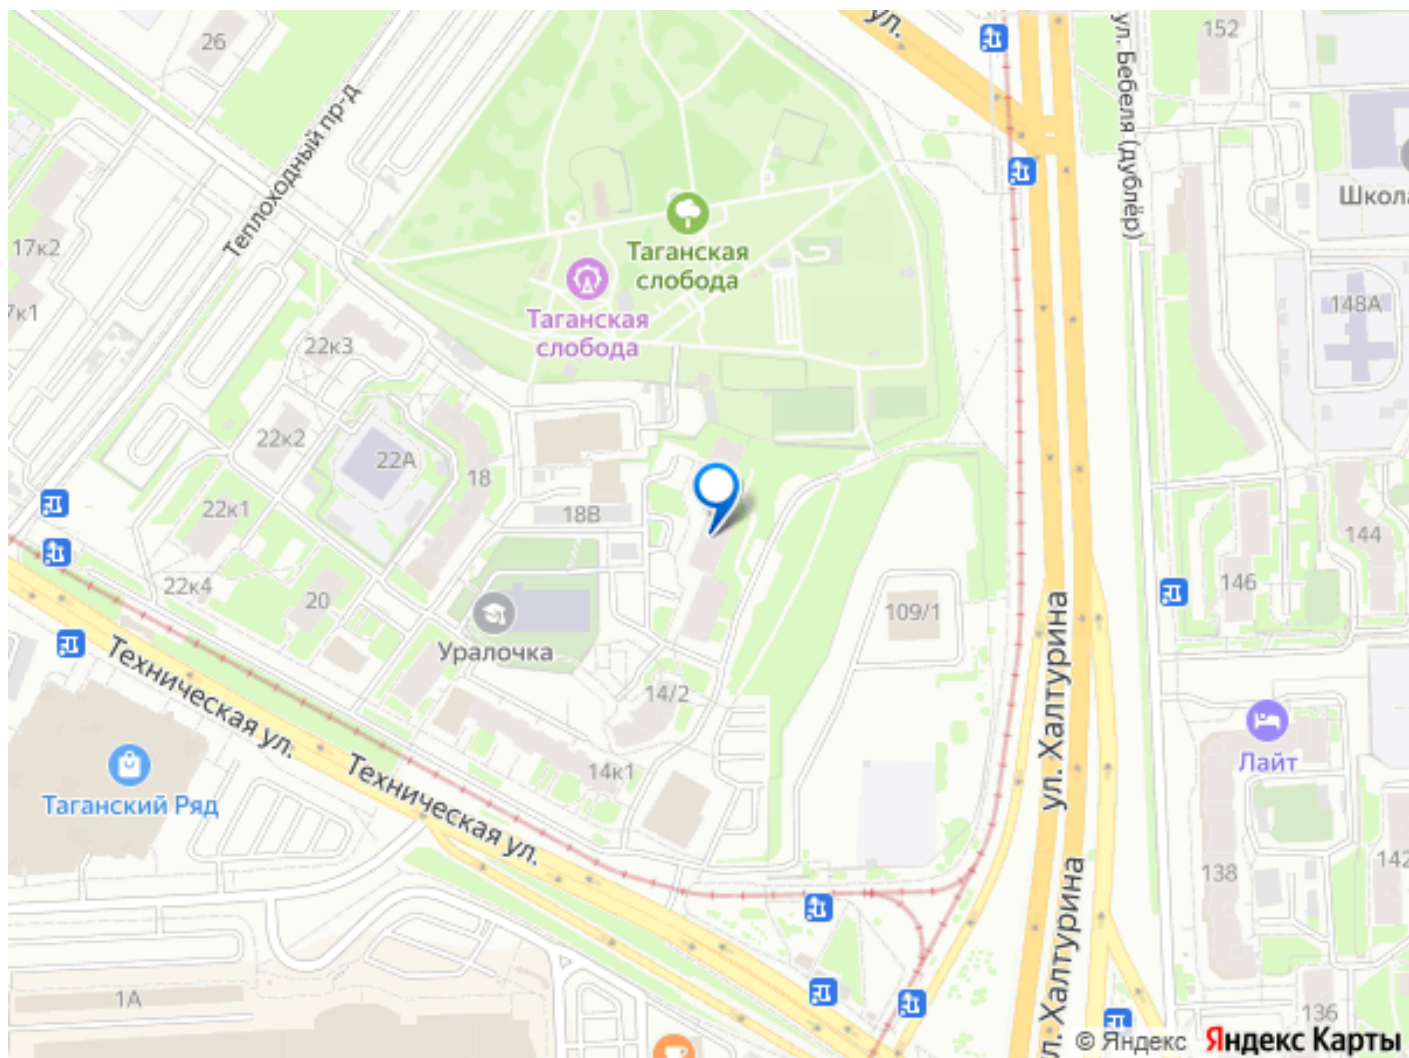 ул.
152
26
ул. Бебеля (дублёр)
Теплоходный пр-д
Школа
17к2
Таганская
слобода
148А
7к1
Таганская
слобода
22к3
22к2
22А
18
22к1
18В
144
22к4
20
146
109/1
Уралочка
14/2
ул. Халтурина
Техническая ул.
Лайт
14к1
Таганский Ряд
Техническая ул.
138
142
ул. Халтурина
1А
136
© Яндекс Яндекс Карты